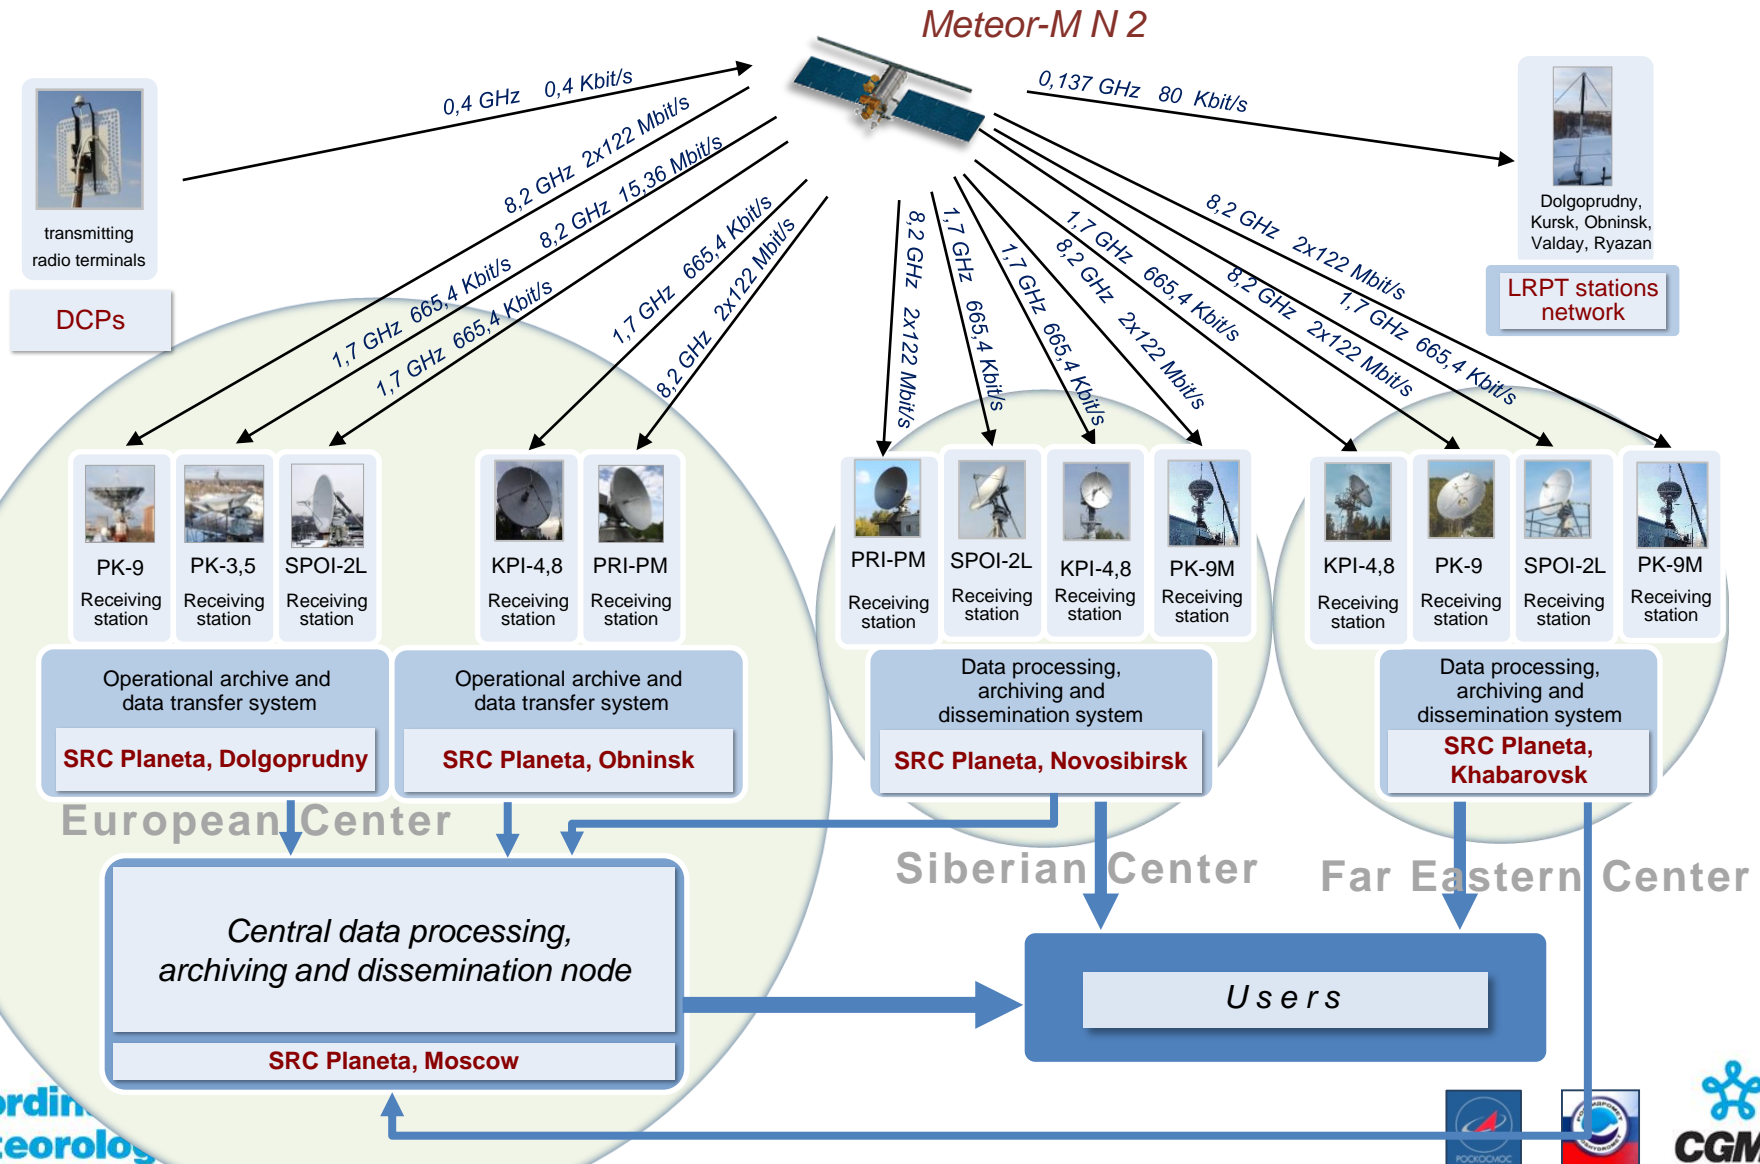 Meteor-M N 2
0,4 GHz 0,4 Kbit/s
0,137 GHz 80 Kbit/s
8,2 GHz 2x122 Mbit/s
8,2 GHz 15,36 Mbit/s
1,7 GHz 665,4 Kbit/s
1,7 GHz 665,4 Kbit/s
1,7 GHz 665,4 Kbit/s
8,2 GHz 2x122 Mbit/s
8,2 GHz 2x122 Mbit/s
1,7 GHz 665,4 Kbit/s
1,7 GHz 665,4 Kbit/s
8,2 GHz 2x122 Mbit/s
1,7 GHz 665,4 Kbit/s
8,2 GHz 2x122 Mbit/s
8,2 GHz 2x122 Mbit/s
1,7 GHz 665,4 Kbit/s
transmitting
radio terminals
DCPs
Dolgoprudny,
Kursk, Obninsk,
Valday, Ryazan
LRPT stations
network
PK-9
Receiving
station
PK-3,5
Receiving
station
SPOI-2L
Receiving
station
KPI-4,8
Receiving
station
PRI-PM
Receiving
station
PRI-PM
Receiving
station
SPOI-2L
Receiving
station
KPI-4,8
Receiving
station
PK-9M
Receiving
station
KPI-4,8
Receiving
station
PK-9
Receiving
station
SPOI-2L
Receiving
station
PK-9M
Receiving
station
Operational archive and
data transfer system
SRC Planeta, Dolgoprudny
Operational archive and
data transfer system
SRC Planeta, Obninsk
Data processing,
archiving and
dissemination system
SRC Planeta, Novosibirsk
Data processing,
archiving and
dissemination system
SRC Planeta,
Khabarovsk
European Center
Siberian Center
Far Eastern Center
Central data processing,
archiving and dissemination node
SRC Planeta, Moscow
Users
ordin
teorolog
РОСКОСМОС
CGM